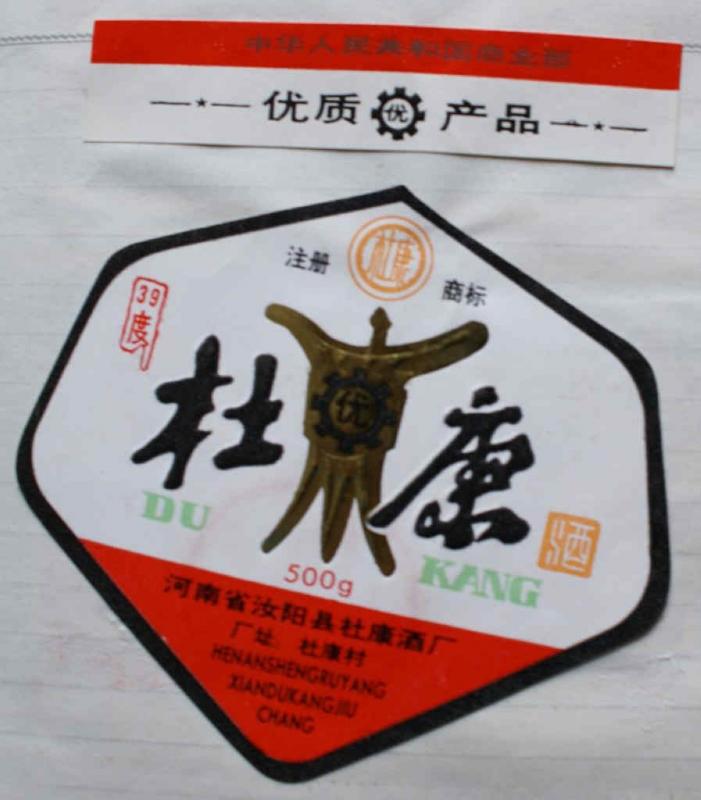 中华人民共和国商业部
优质 优 产品
杜康
注册 商标
39度
优
杜康
DU KANG
酒
500g
河南省汝阳县杜康酒厂
厂址: 杜康村
HENANSHENGRUYANG
XIANDUKANGJIU
CHANG